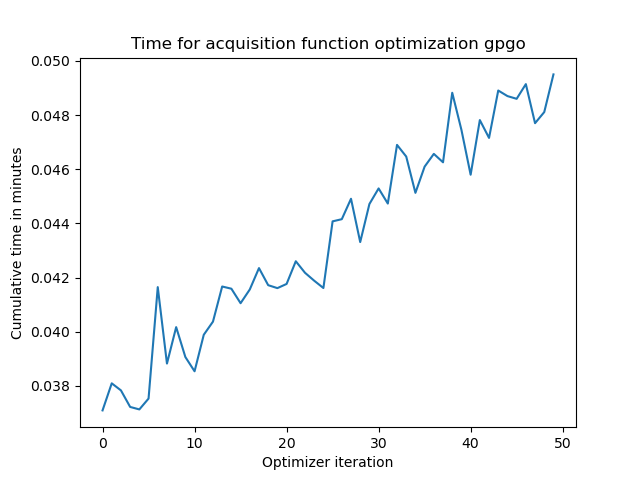 Time for acquisition function optimization gpgo
Cumulative time in minutes
0.050
0.048
0.046
0.044
0.042
0.040
0.038
0 10 20 30 40 50
Optimizer iteration